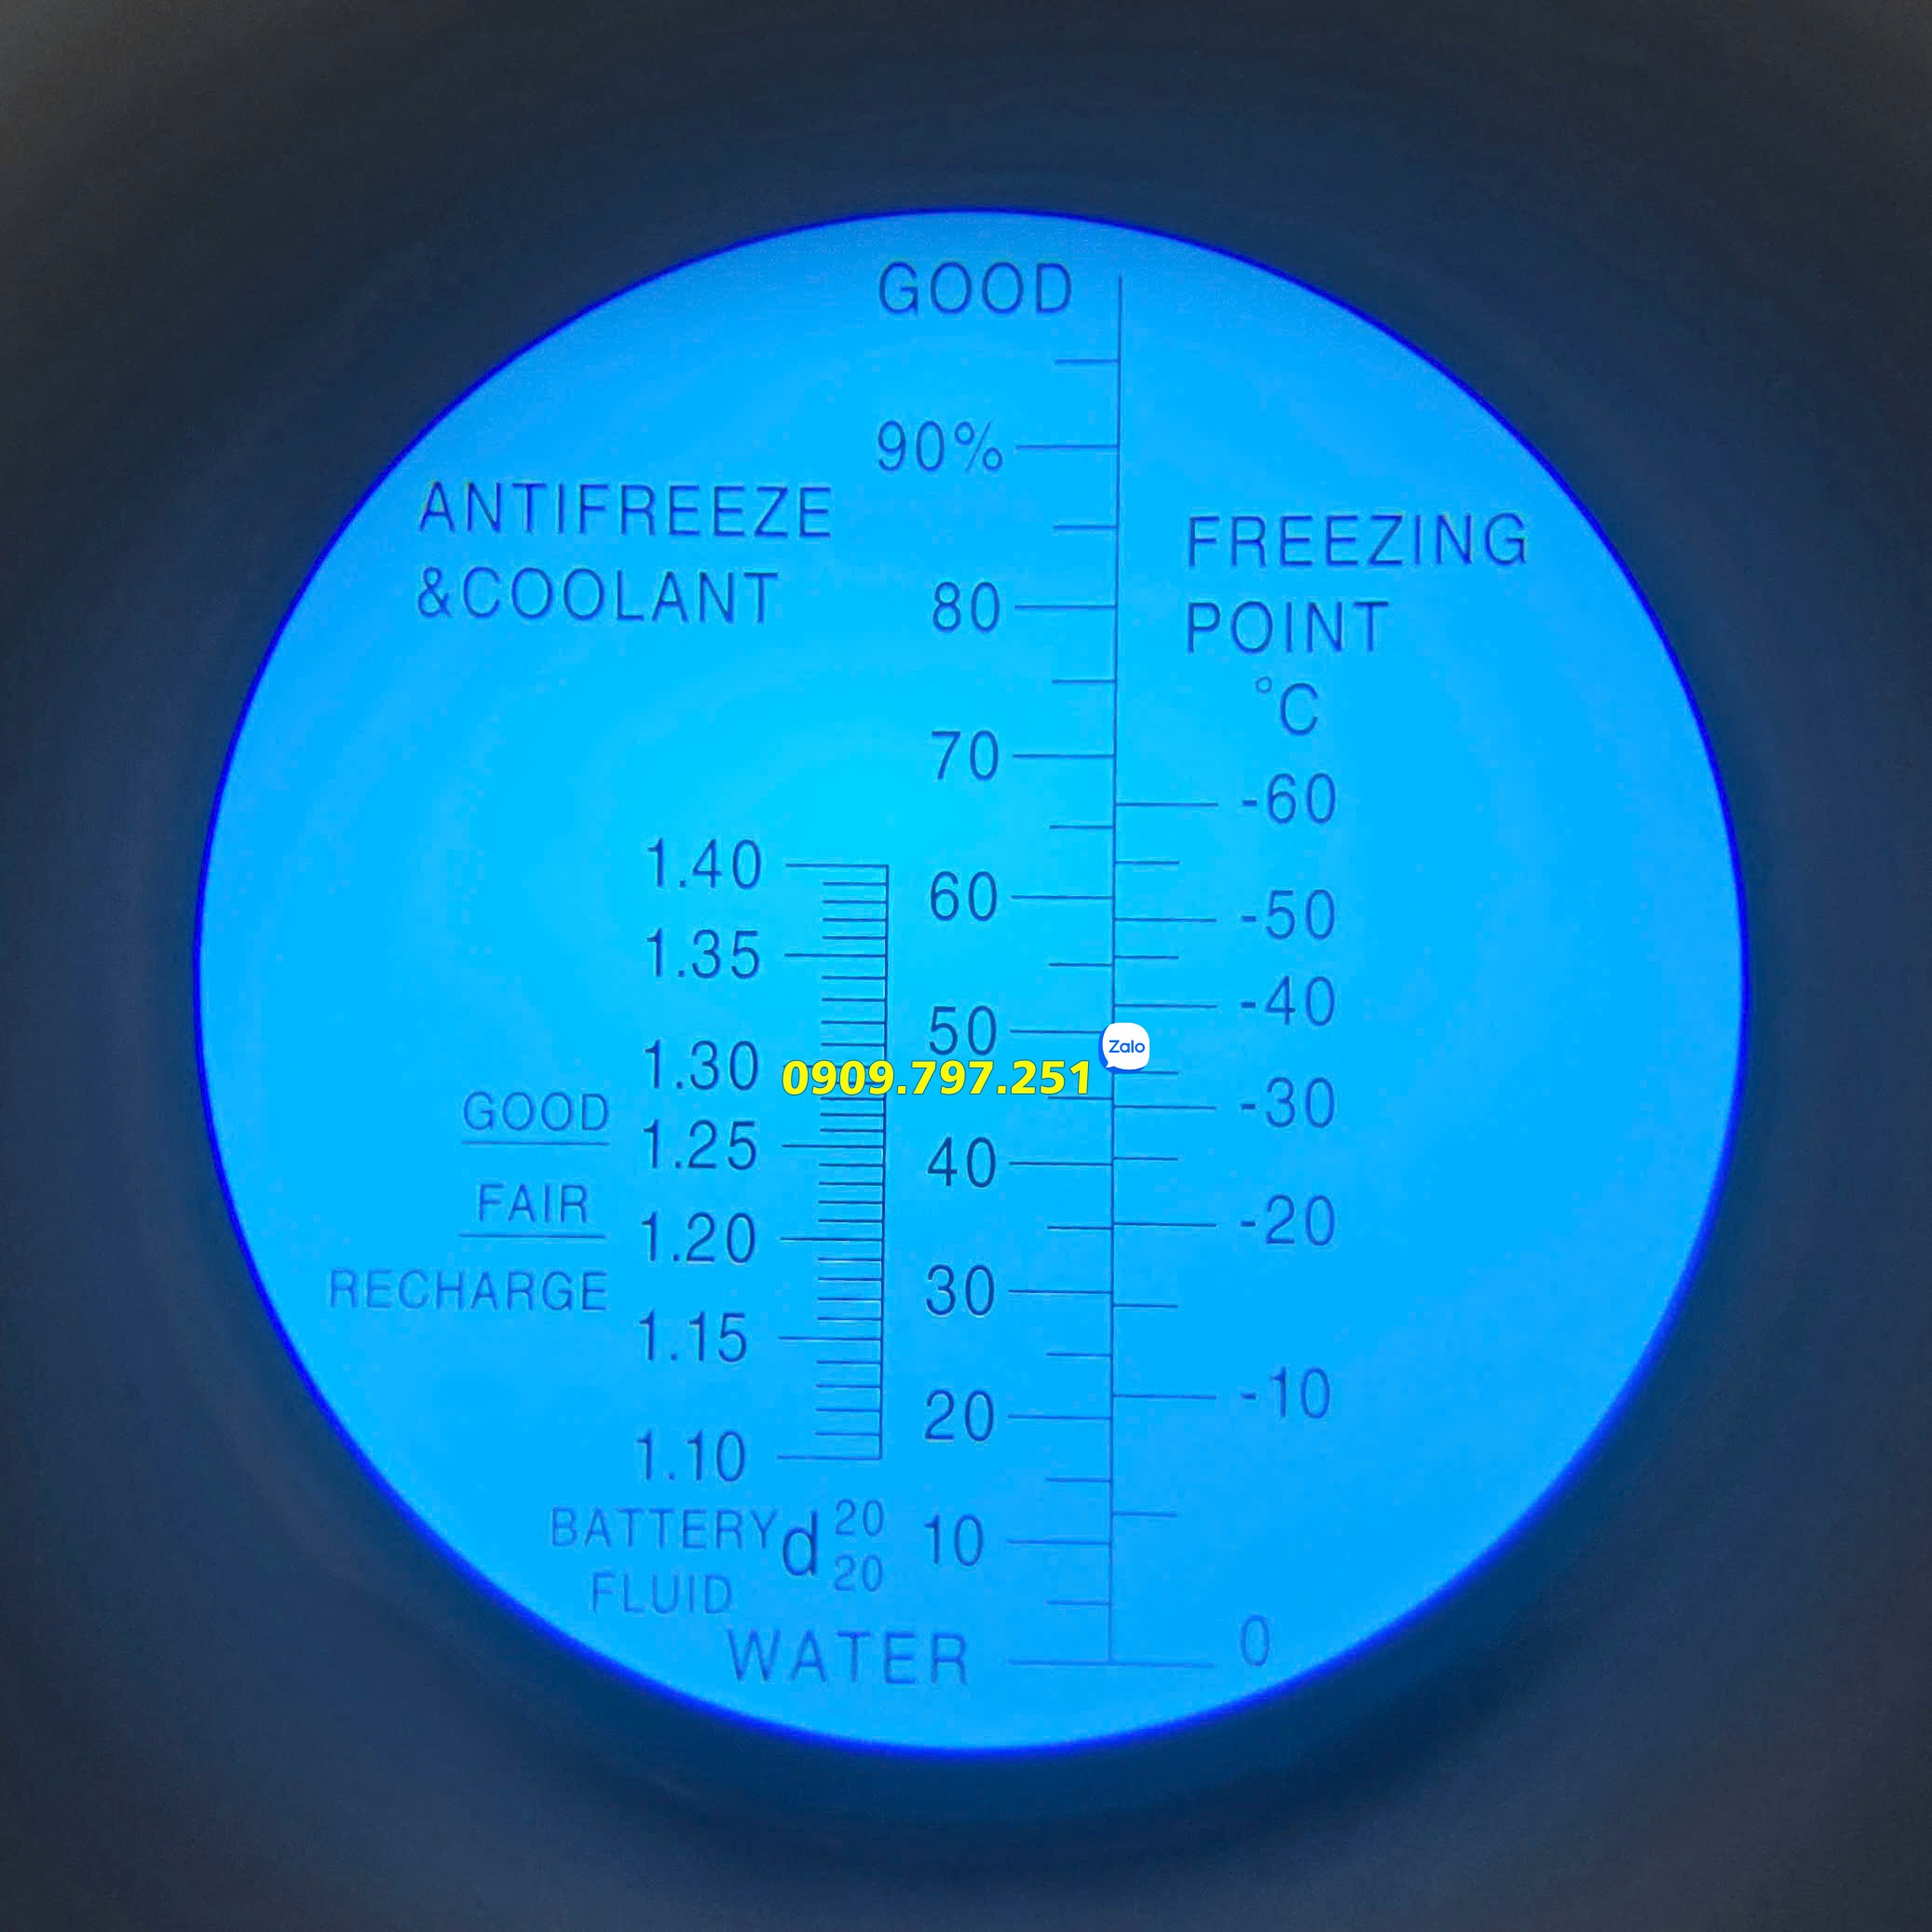 GOOD
90%
ANTIFREEZE
&COOLANT
FREEZING
POINT
°C
80
70
-60
1.40
60
-50
1.35
-40
50
1.30
0909.797.251
Zalo
GOOD
-30
1.25
40
FAIR
1.20
-20
RECHARGE
30
1.15
-10
20
1.10
BATTERY d 20
20
FLUID
10
WATER
0